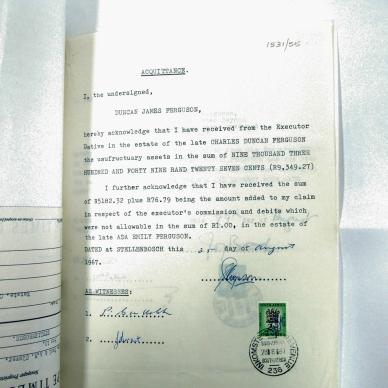 1531/55
ACQUITTANCE.
I, the undersigned,
DUNCAN JAMES FERGUSON,
hereby acknowledge that I have received from the Executor
Dative in the estate of the late CHARLES DUNCAN FERGUSON
the usufructuary assets in the sum of NINE THOUSAND THREE
HUNDRED AND FORTY NINE RAND TWENTY SEVEN CENTS (R9,349.27)
I further acknowledge that I have received the sum
of R5182.32 plus R76.79 being the amount added to my claim
in respect of the executor's commission and debits which
were not allowable in the sum of R1.00, in the estate of
the late ADA EMILY FERGUSON.
DATED at STELLENBOSCH this day of August
1967.
AS WITNESSES:
1.
2.
236